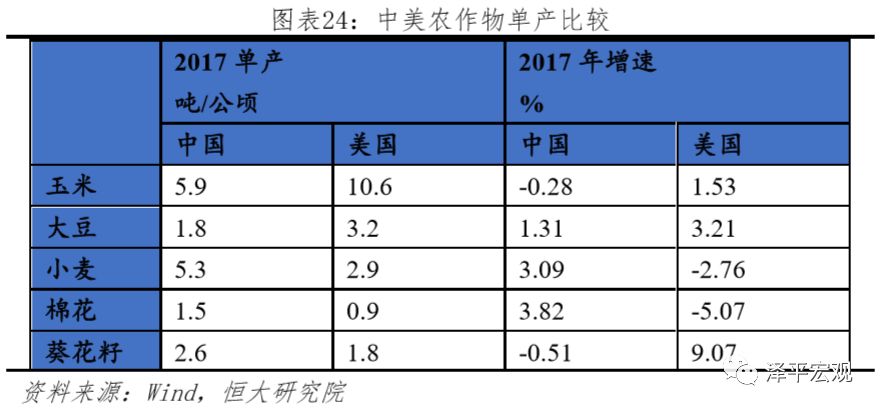 图表24：中美农作物单产比较
2017 单产 2017 年增速
吨/公顷 %
中国 美国 中国 美国
玉米 5.9 10.6 -0.28 1.53
大豆 1.8 3.2 1.31 3.21
小麦 5.3 2.9 3.09 -2.76
棉花 1.5 0.9 3.82 -5.07
葵花籽 2.6 1.8 -0.51 9.07
泽平宏观
资料来源：Wind，恒大研究院